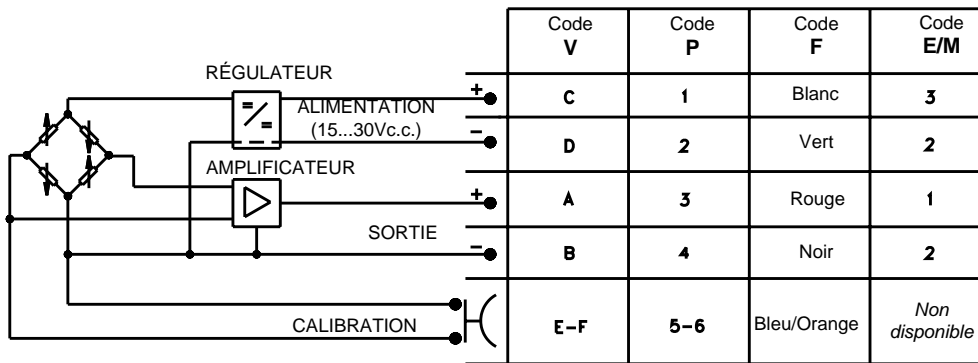 Code Code Code Code
V P F E/M
RÉGULATEUR
+ C 1 Blanc 3
ALIMENTATION
(15...30Vc.c.)
- D 2 Vert 2
AMPLIFICATEUR
+ A 3 Rouge 1
SORTIE
- B 4 Noir 2
CALIBRATION E-F 5-6 Bleu/Orange Non
disponible